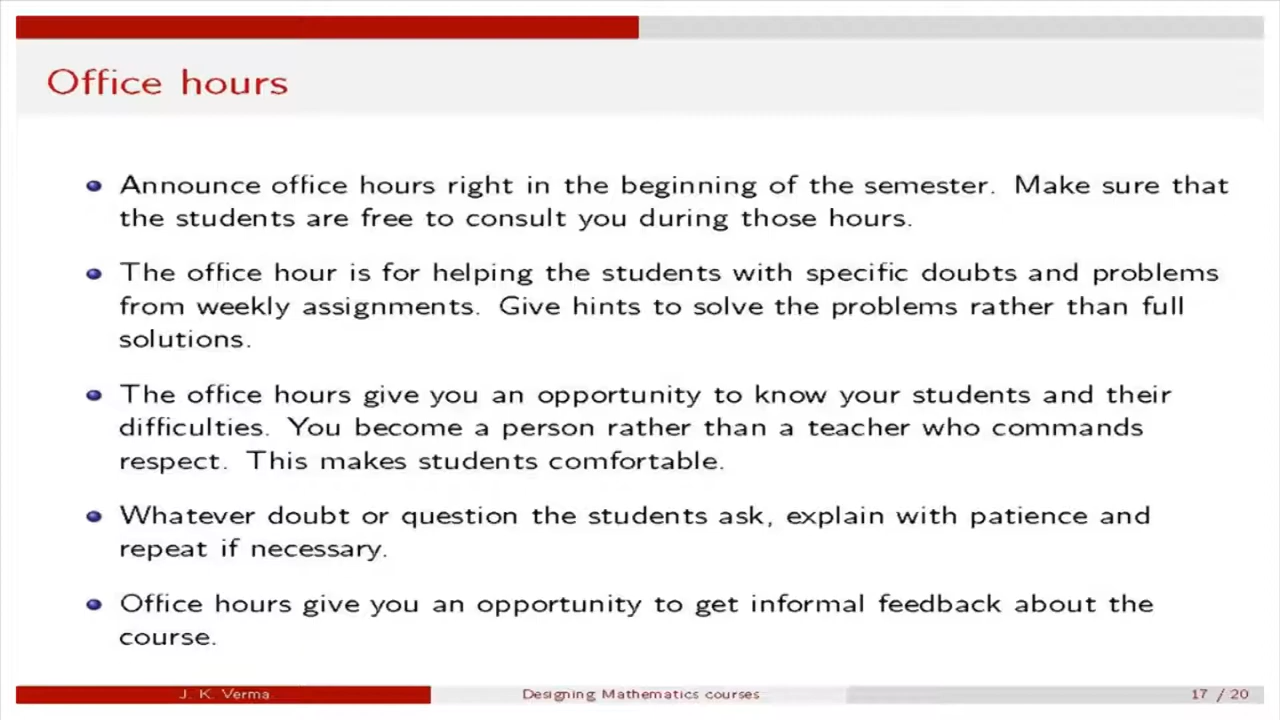 Office hours
Announce office hours right in the beginning of the semester. Make sure that
the students are free to consult you during those hours.
The office hour is for helping the students with specific doubts and problems
from weekly assignments. Give hints to solve the problems rather than full
solutions.
The office hours give you an opportunity to know your students and their
difficulties. You become a person rather than a teacher who commands
respect. This makes students comfortable.
Whatever doubt or question the students ask, explain with patience and
repeat if necessary.
Office hours give you an opportunity to get informal feedback about the
course.
J. K. Verma Designing Mathematics courses 17 / 20